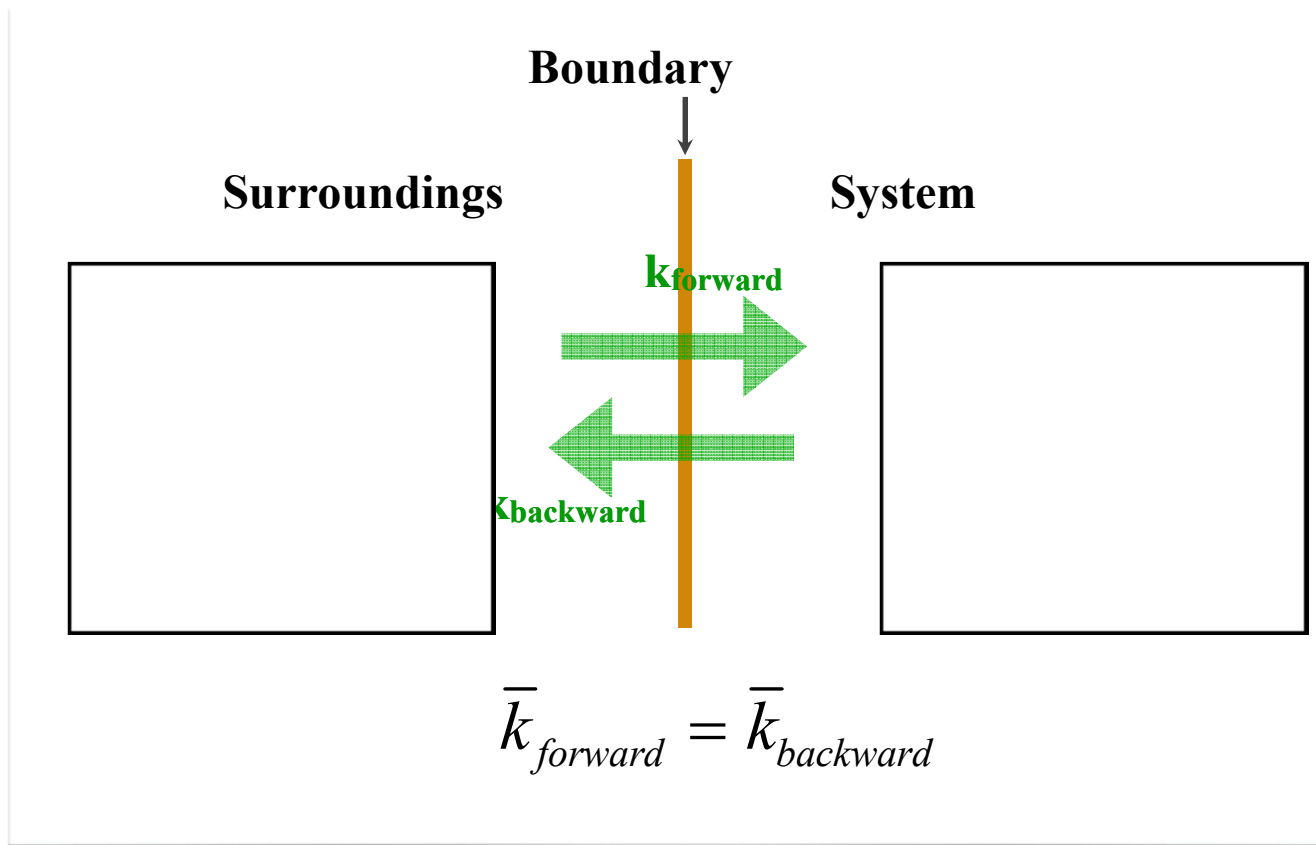 Boundary
Surroundings
System
kforward
kbackward
k̅ forward = k̅ backward